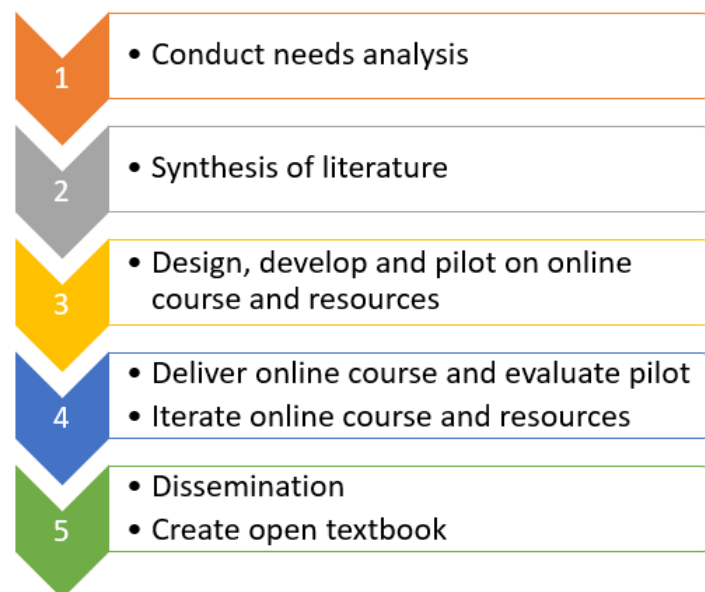 1
• Conduct needs analysis
2
• Synthesis of literature
3
• Design, develop and pilot on online
course and resources
4
• Deliver online course and evaluate pilot
• Iterate online course and resources
5
• Dissemination
• Create open textbook